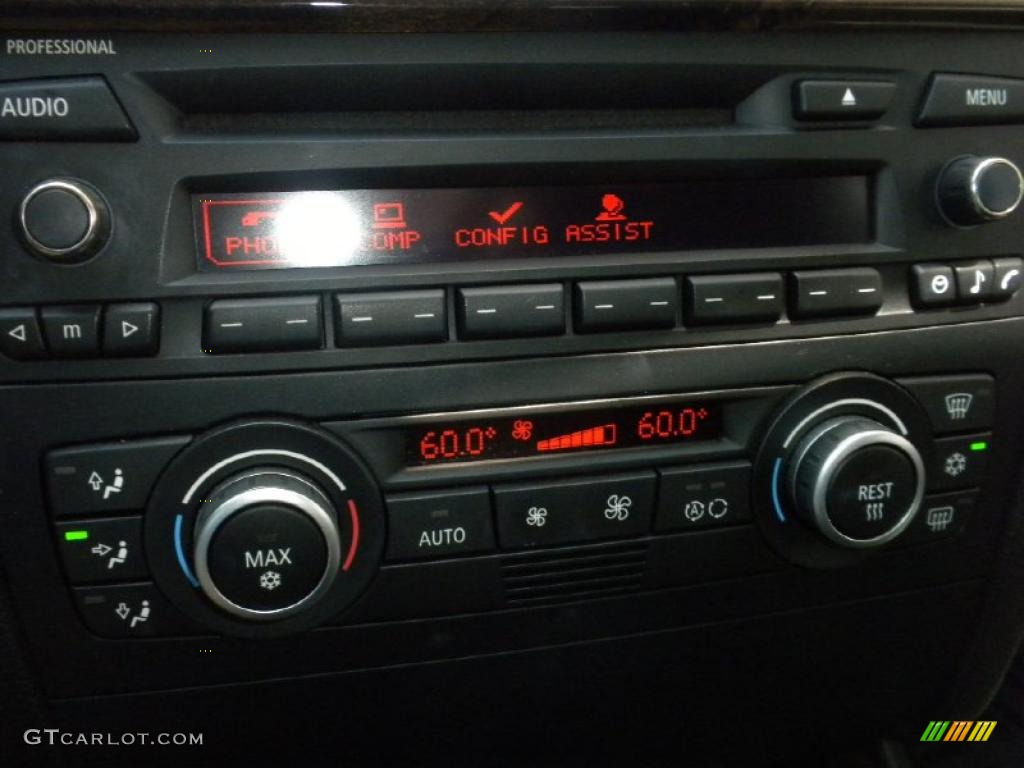 PROFESSIONAL
AUDIO
MENU
CONFIG ASSIST
m
60.0°
60.0°
AUTO
A
MAX
REST
GTCARLOT.COM